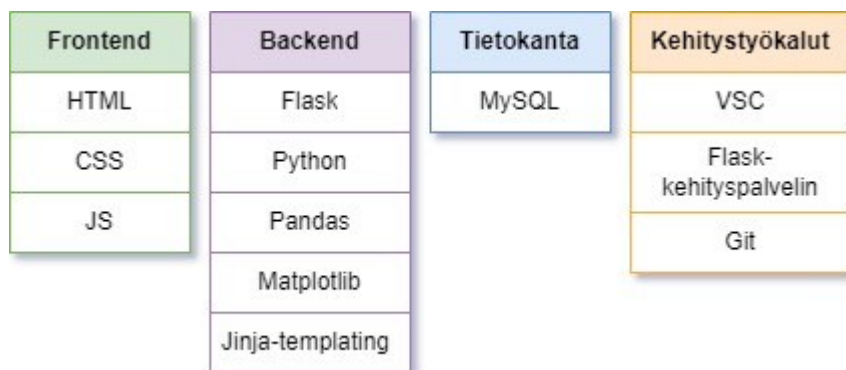 Frontend
HTML
CSS
JS
Backend
Flask
Python
Pandas
Matplotlib
Jinja-templating
Tietokanta
MySQL
Kehitystyökalut
VSC
Flask-
kehityspalvelin
Git